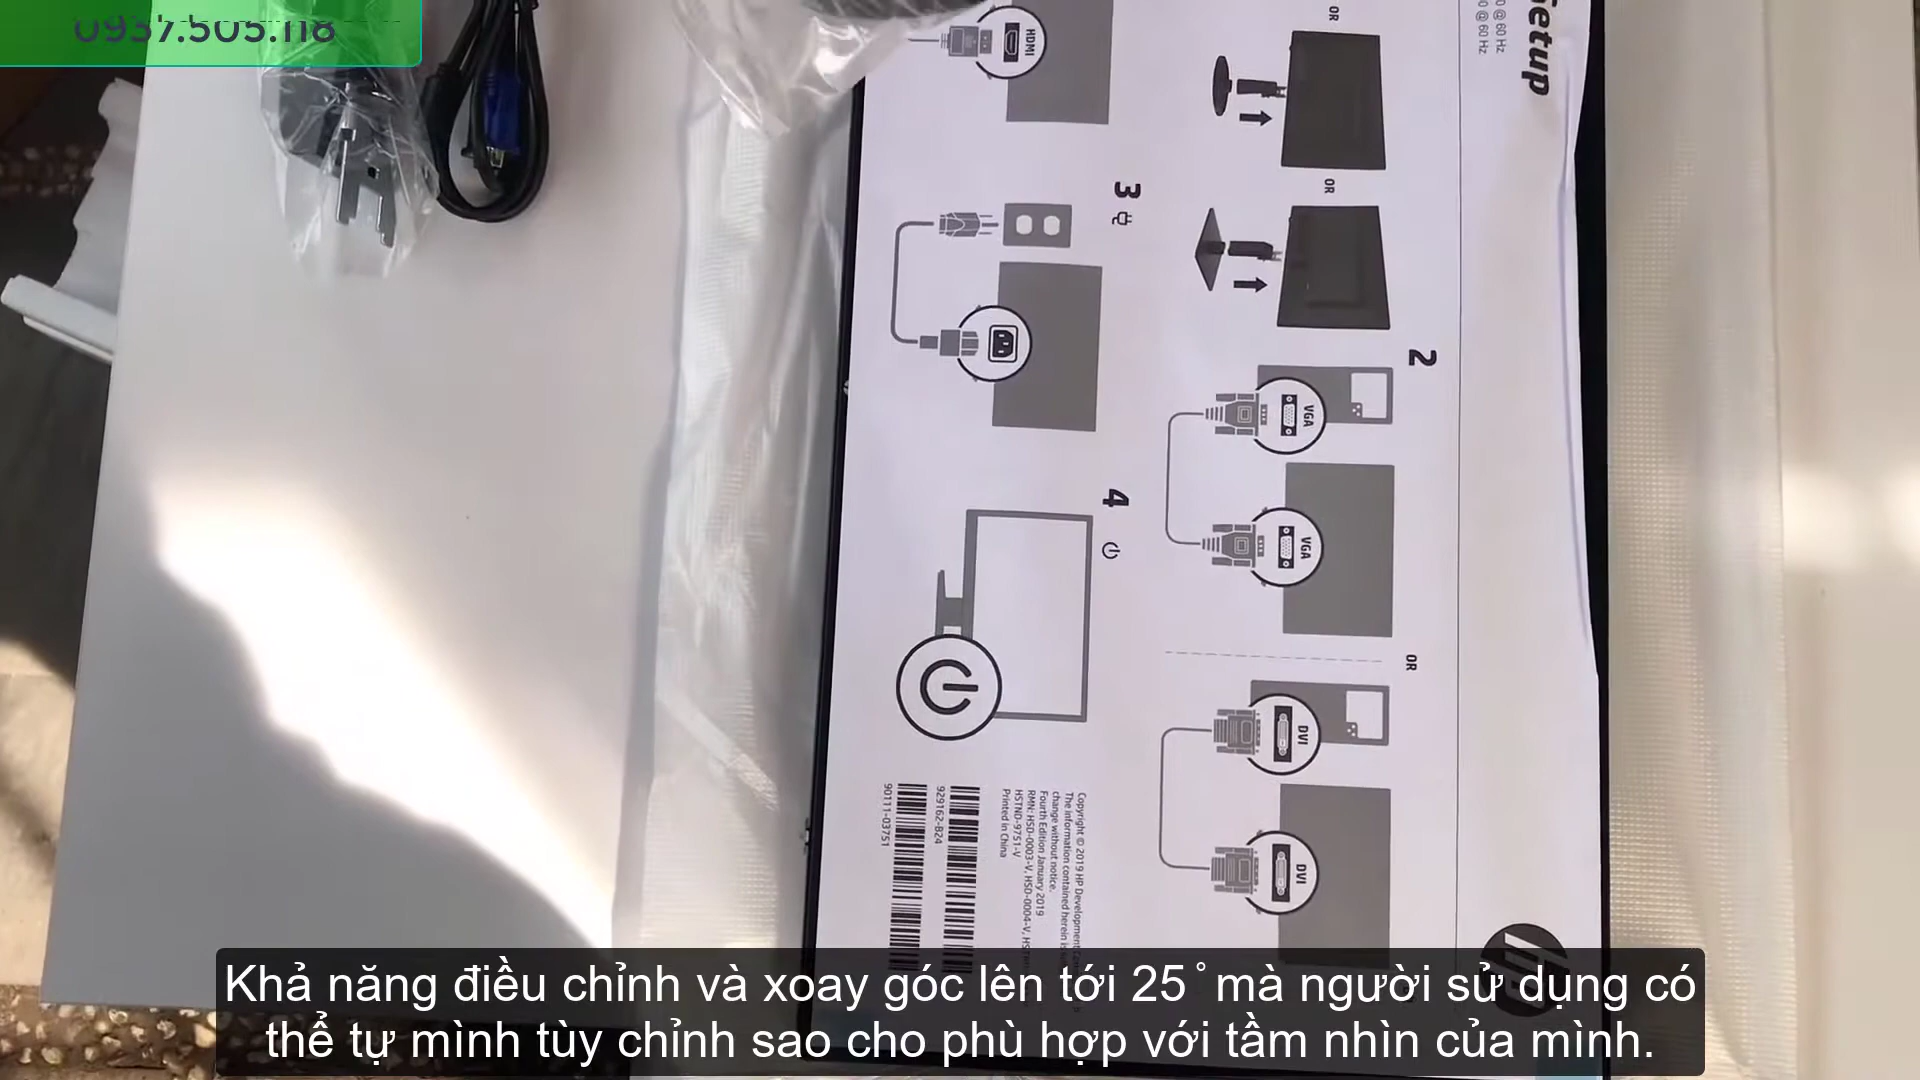 0937.505.118
Setup
0 @ 60 Hz
0 @ 60 Hz
OR
OR
HDMI
2
VGA
VGA
OR
DVI
DVI
3
4
Copyright © 2019 HP Development
The information contained herein is
change without notice.
Fourth Edition January 2019
RMN: HSD-0003-V, HSD-0004-V,
HSTND-9751-V
Printed in China
929162-B24
90111-03751
hp
Khả năng điều chỉnh và xoay góc lên tới 25° mà người sử dụng có
thể tự mình tùy chỉnh sao cho phù hợp với tầm nhìn của mình.